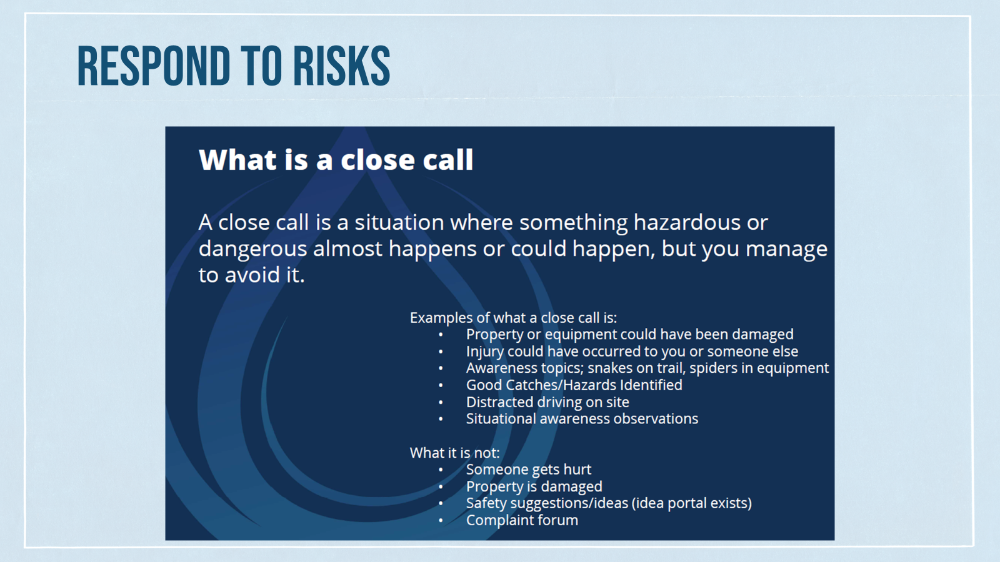 RESPOND TO RISKS
What is a close call
A close call is a situation where something hazardous or
dangerous almost happens or could happen, but you manage
to avoid it.
Examples of what a close call is:
• Property or equipment could have been damaged
• Injury could have occurred to you or someone else
• Awareness topics; snakes on trail, spiders in equipment
• Good Catches/Hazards Identified
• Distracted driving on site
• Situational awareness observations
What it is not:
• Someone gets hurt
• Property is damaged
• Safety suggestions/ideas (idea portal exists)
• Complaint forum